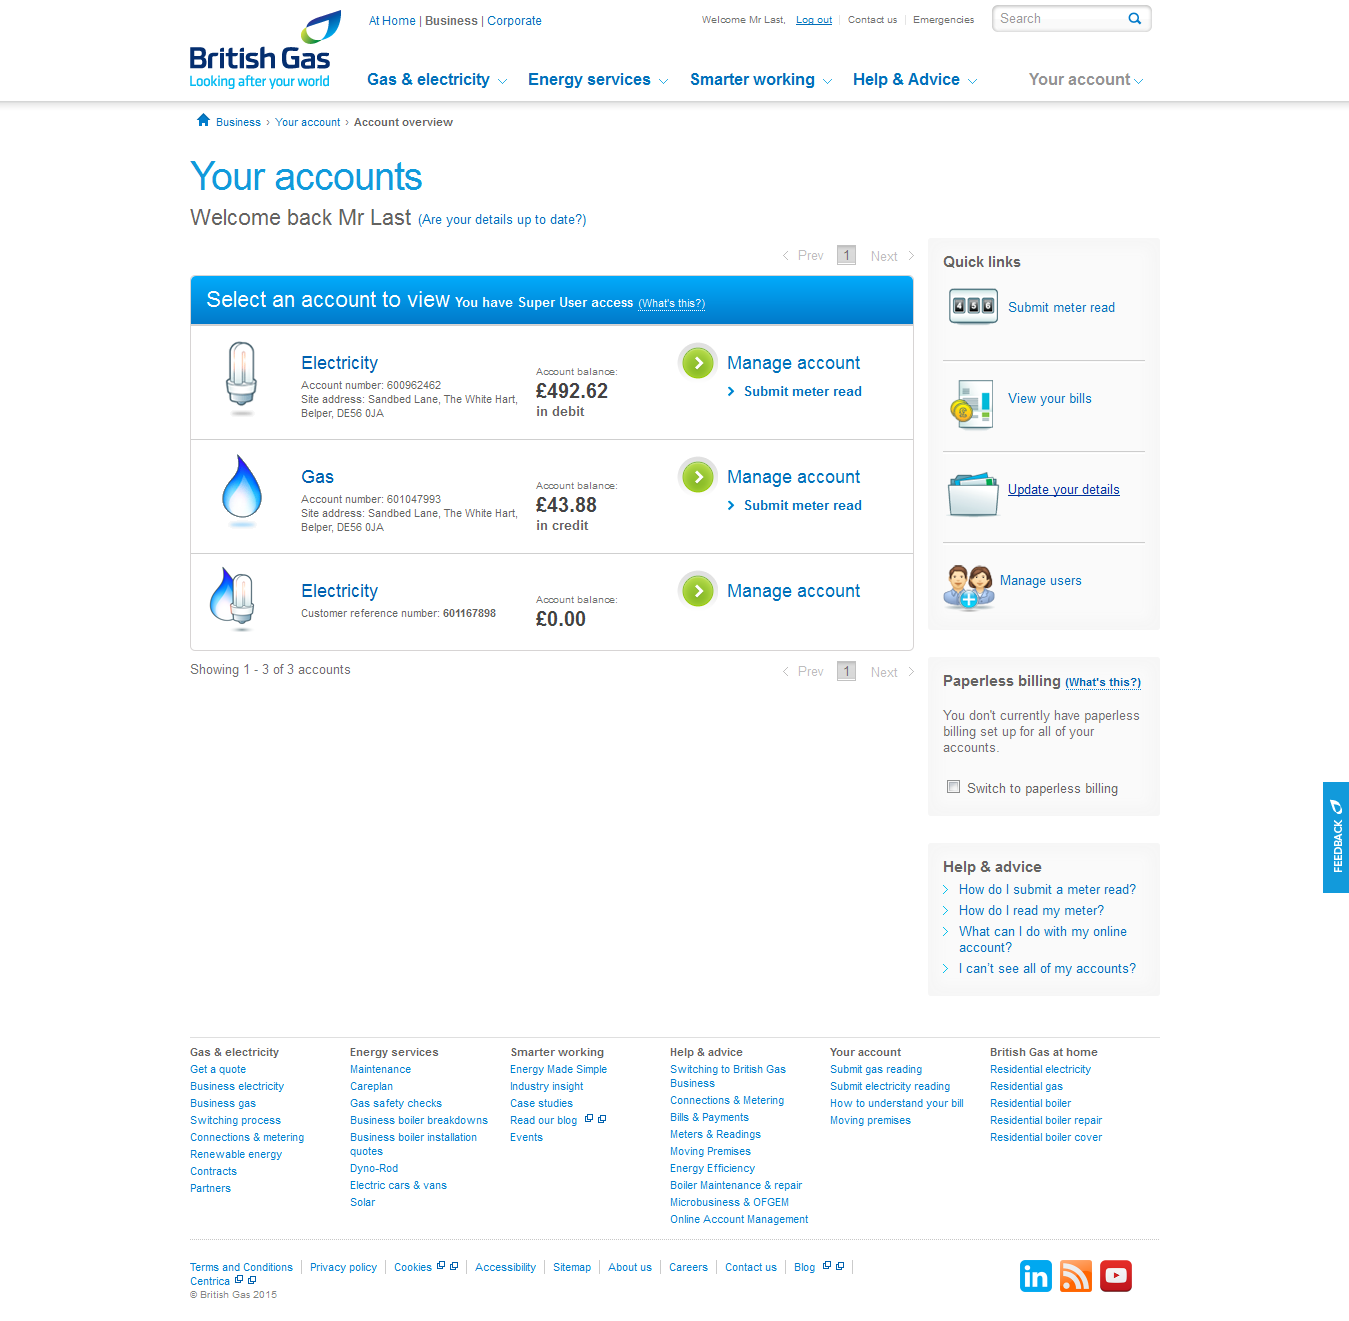 At Home | Business | Corporate
Welcome Mr Last, Log out Contact us Emergencies
Search
British Gas
Looking after your world
Gas & electricity Energy services Smarter working Help & Advice Your account
Business › Your account › Account overview
Your accounts
Welcome back Mr Last (Are your details up to date?)
Prev 1 Next
Select an account to view You have Super User access (What's this?)
Electricity
Account number: 600962462
Site address: Sandbed Lane, The White Hart,
Belper, DE56 0JA
Account balance:
£492.62
in debit
Manage account
Submit meter read
Gas
Account number: 601047993
Site address: Sandbed Lane, The White Hart,
Belper, DE56 0JA
Account balance:
£43.88
in credit
Manage account
Submit meter read
Electricity
Customer reference number: 601167898
Account balance:
£0.00
Manage account
Showing 1 - 3 of 3 accounts
Prev 1 Next
Quick links
4 5 6
Submit meter read
£
View your bills
Update your details
Manage users
Paperless billing (What's this?)
You don't currently have paperless
billing set up for all of your
accounts.
Switch to paperless billing
FEEDBACK
Help & advice
How do I submit a meter read?
How do I read my meter?
What can I do with my online
account?
I can't see all of my accounts?
Gas & electricity
Get a quote
Business electricity
Business gas
Switching process
Connections & metering
Renewable energy
Contracts
Partners
Energy services
Maintenance
Careplan
Gas safety checks
Business boiler breakdowns
Business boiler installation
quotes
Dyno-Rod
Electric cars & vans
Solar
Smarter working
Energy Made Simple
Industry insight
Case studies
Read our blog
Events
Help & advice
Switching to British Gas
Business
Connections & Metering
Bills & Payments
Meters & Readings
Moving Premises
Energy Efficiency
Boiler Maintenance & repair
Microbusiness & OFGEM
Online Account Management
Your account
Submit gas reading
Submit electricity reading
How to understand your bill
Moving premises
British Gas at home
Residential electricity
Residential gas
Residential boiler
Residential boiler repair
Residential boiler cover
Terms and Conditions Privacy policy Cookies Accessibility Sitemap About us Careers Contact us Blog
Centrica
© British Gas 2015
in